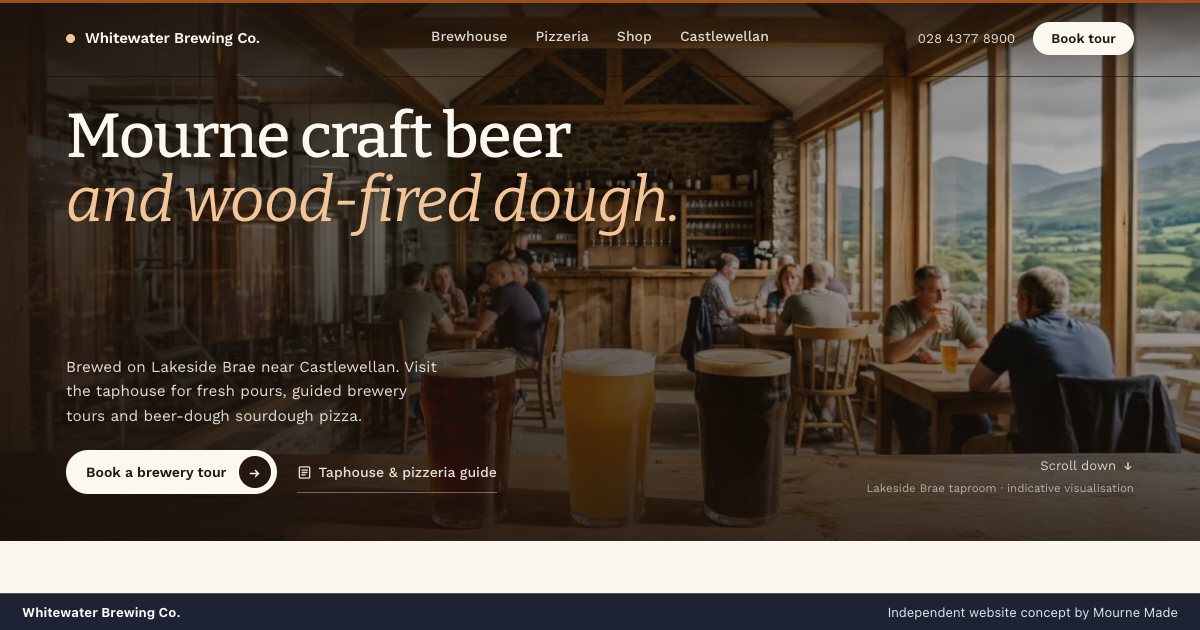 Whitewater Brewing Co.
Brewhouse Pizzeria Shop Castlewellan
028 4377 8900
Book tour
Mourne craft beer
and wood-fired dough.
Brewed on Lakeside Brae near Castlewellan. Visit
the taphouse for fresh pours, guided brewery
tours and beer-dough sourdough pizza.
Book a brewery tour →
Taphouse & pizzeria guide
Scroll down ↓
Lakeside Brae taproom · indicative visualisation
Whitewater Brewing Co.
Independent website concept by Mourne Made